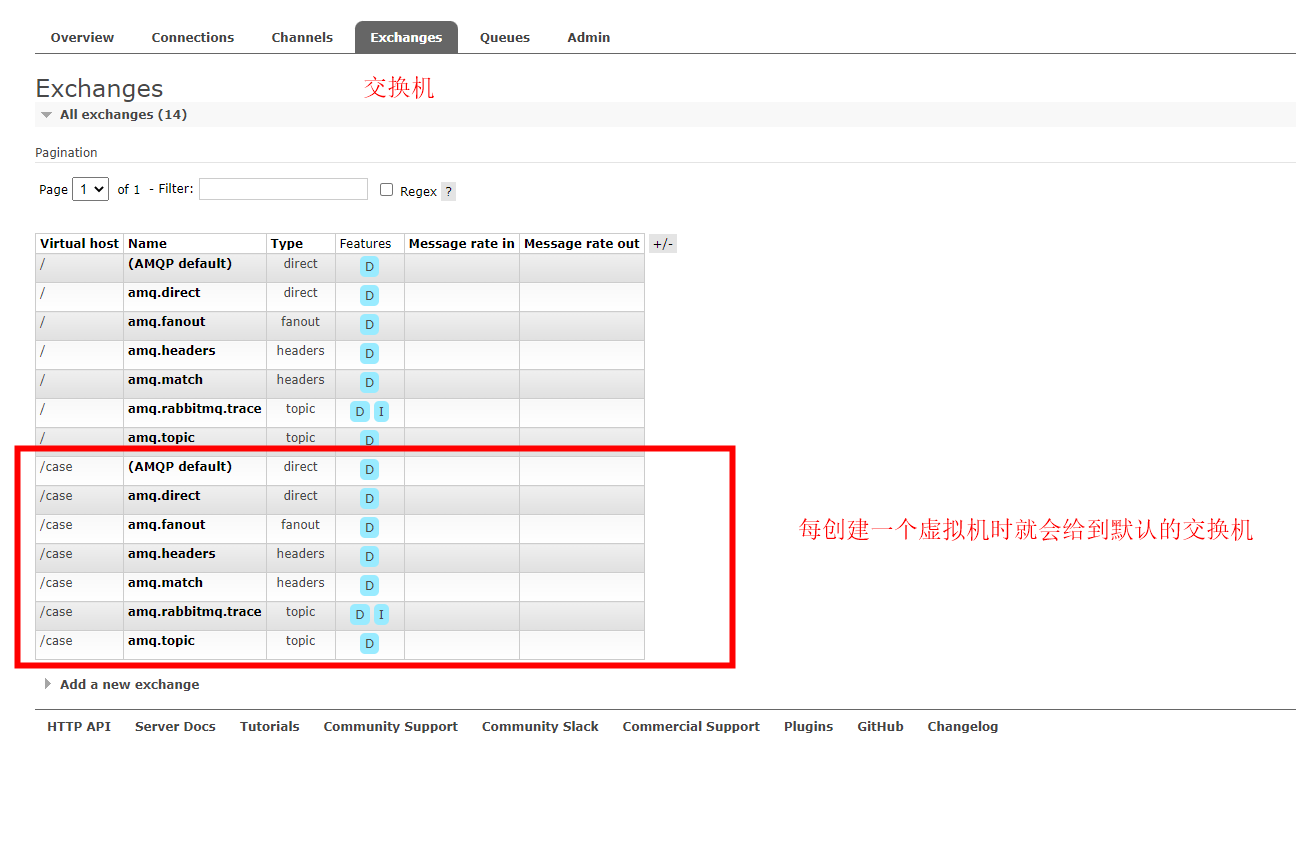 Overview Connections Channels Exchanges Queues Admin
Exchanges 交换机
All exchanges (14)
Pagination
Page 1 of 1 - Filter: Regex ?
Virtual host Name Type Features Message rate in Message rate out +/-
/ (AMQP default) direct D
/ amq.direct direct D
/ amq.fanout fanout D
/ amq.headers headers D
/ amq.match headers D
/ amq.rabbitmq.trace topic D I
/ amq.topic topic D
/case (AMQP default) direct D
/case amq.direct direct D
/case amq.fanout fanout D
每创建一个虚拟机时就会给到默认的交换机
/case amq.headers headers D
/case amq.match headers D
/case amq.rabbitmq.trace topic D I
/case amq.topic topic D
Add a new exchange
HTTP API Server Docs Tutorials Community Support Community Slack Commercial Support Plugins GitHub Changelog